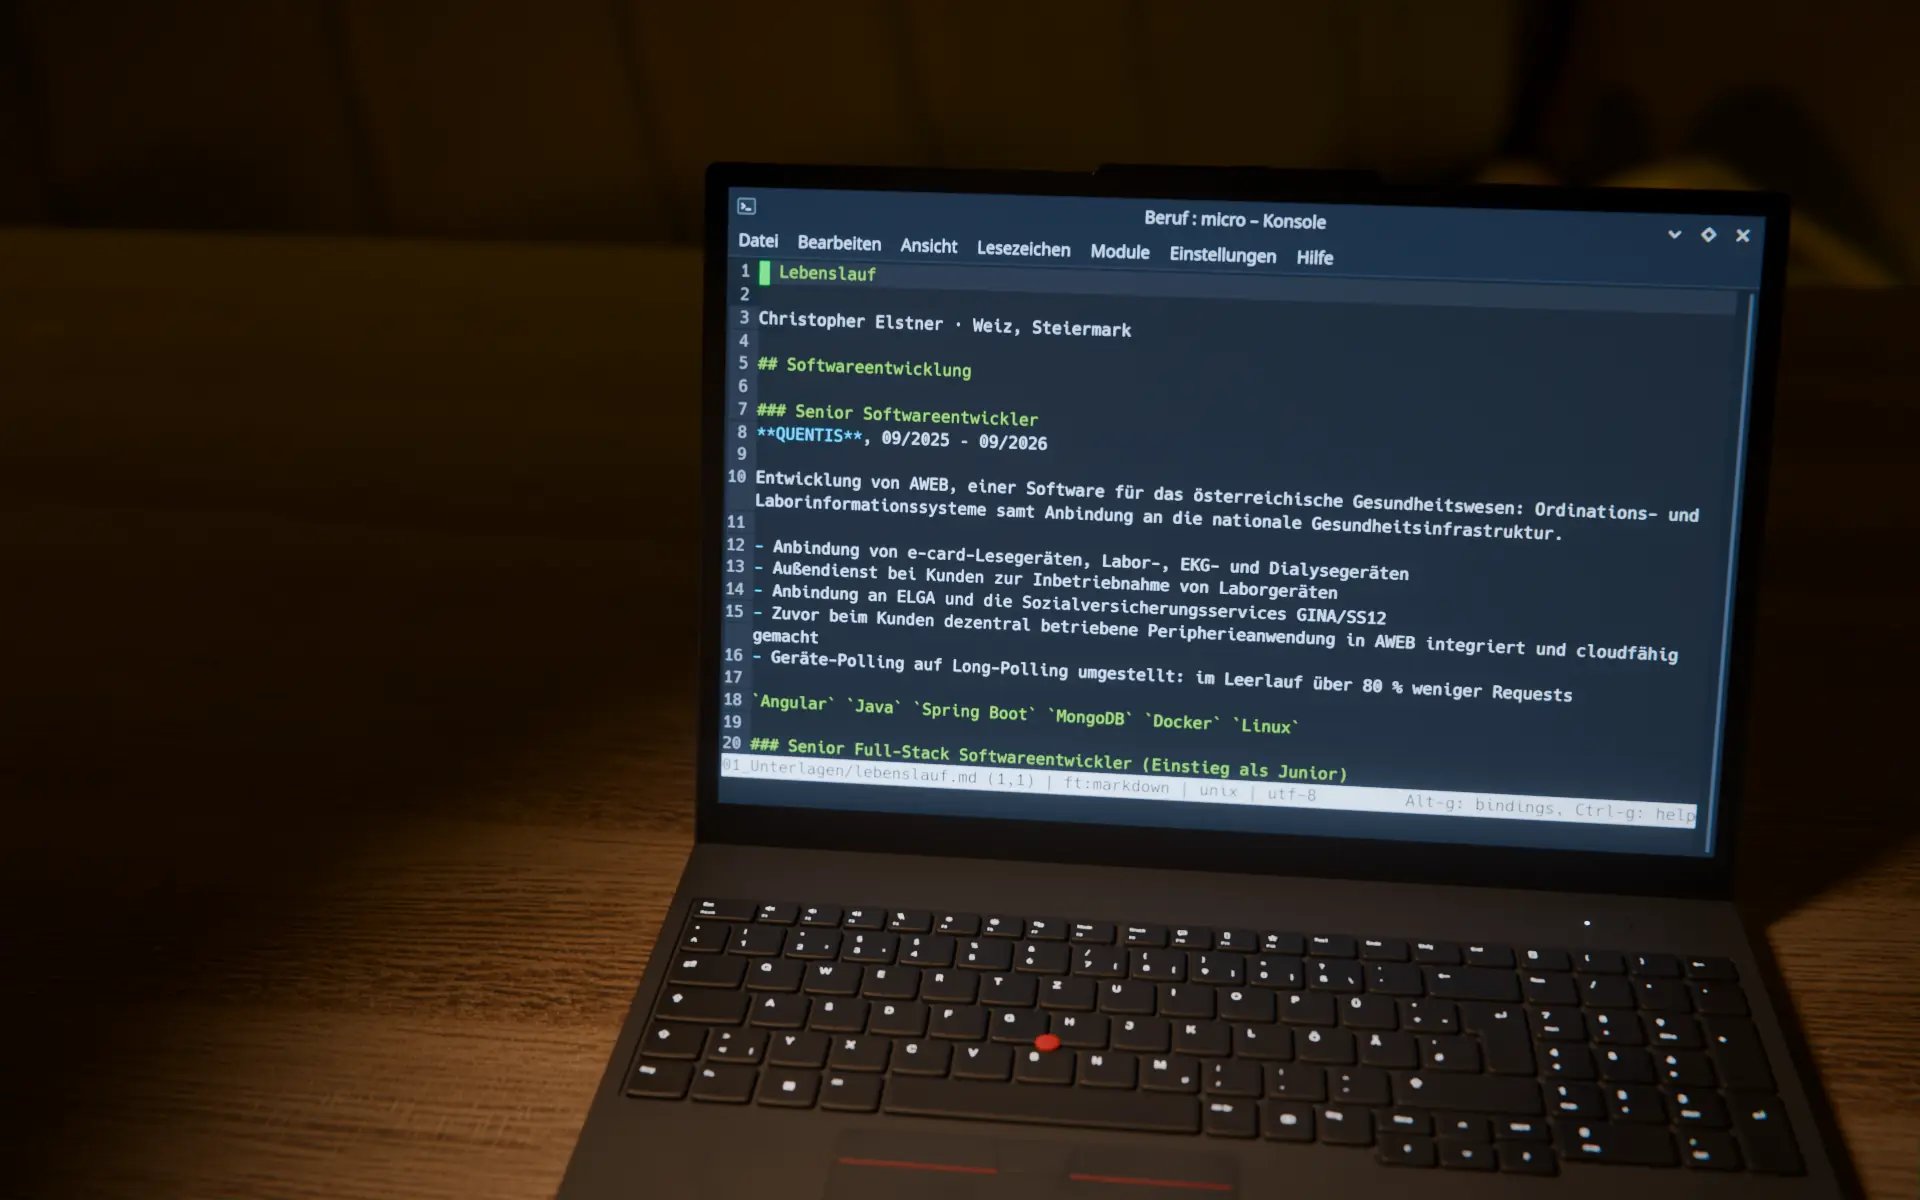 Beruf : micro – Konsole
Datei Bearbeiten Ansicht Lesezeichen Module Einstellungen Hilfe
1 Lebenslauf
2
3 Christopher Elstner · Weiz, Steiermark
4
5 ## Softwareentwicklung
6
7 ### Senior Softwareentwickler
8 **QUENTIS**, 09/2025 - 09/2026
9
10 Entwicklung von AWEB, einer Software für das österreichische Gesundheitswesen: Ordinations- und
Laborinformationssysteme samt Anbindung an die nationale Gesundheitsinfrastruktur.
11
12 - Anbindung von e-card-Lesegeräten, Labor-, EKG- und Dialysegeräten
13 - Außendienst bei Kunden zur Inbetriebnahme von Laborgeräten
14 - Anbindung an ELGA und die Sozialversicherungsservices GINA/SS12
15 - Zuvor beim Kunden dezentral betriebene Peripherieanwendung in AWEB integriert und cloudfähig
gemacht
16 - Geräte-Polling auf Long-Polling umgestellt: im Leerlauf über 80 % weniger Requests
17
18 `Angular` `Java` `Spring Boot` `MongoDB` `Docker` `Linux`
19
20 ### Senior Full-Stack Softwareentwickler (Einstieg als Junior)
01_Unterlagen/lebenslauf.md (1,1) | ft:markdown | unix | utf-8 Alt-g: bindings, Ctrl-g: help
Q W E R T Z U I O P Ü
A S D F G H J K L Ö Ä
Y X C V B N M